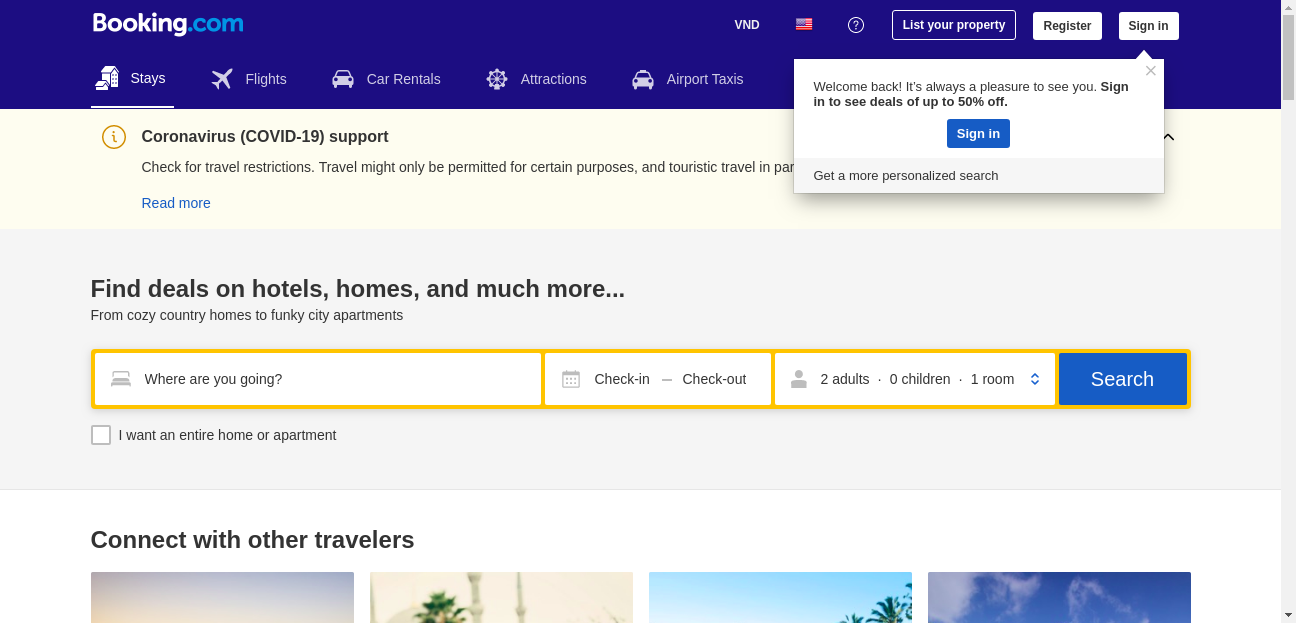 Booking.com
VND
?
List your property
Register
Sign in
Stays
Flights
Car Rentals
Attractions
Airport Taxis
Welcome back! It's always a pleasure to see you. Sign
in to see deals of up to 50% off.
Sign in
Get a more personalized search
Coronavirus (COVID-19) support
Check for travel restrictions. Travel might only be permitted for certain purposes, and touristic travel in
Read more
Find deals on hotels, homes, and much more...
From cozy country homes to funky city apartments
Where are you going?
Check-in — Check-out
2 adults · 0 children · 1 room
Search
I want an entire home or apartment
Connect with other travelers